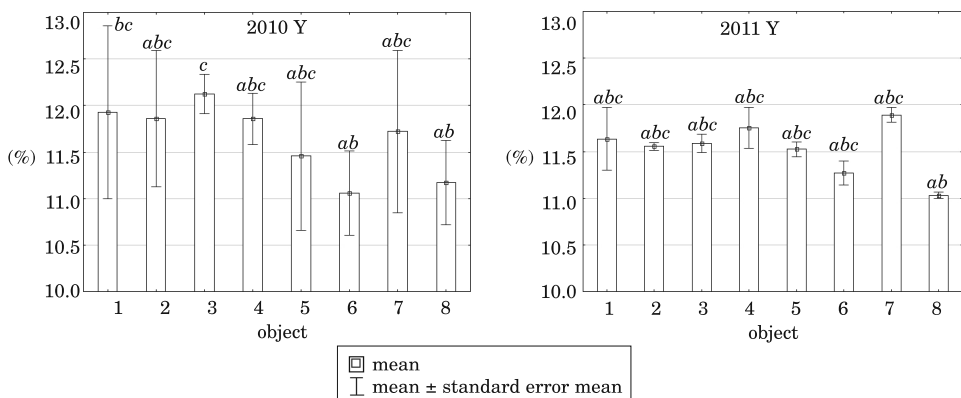 2010 Y
13.0
12.5
12.0
(%) 11.5
11.0
10.5
10.0
bc abc c abc abc ab abc ab
1 2 3 4 5 6 7 8
object
2011 Y
13.0
12.5
12.0
(%) 11.5
11.0
10.5
10.0
abc abc abc abc abc abc abc ab
1 2 3 4 5 6 7 8
object
mean
mean ± standard error mean